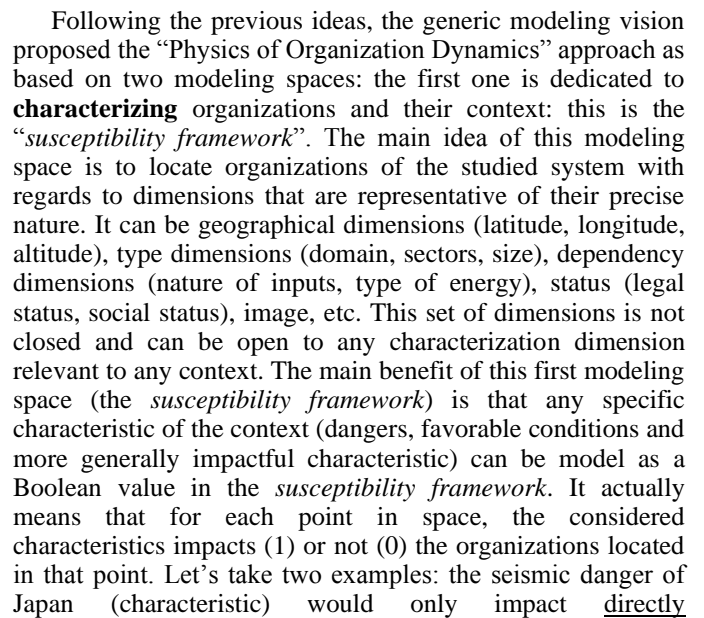 Following the previous ideas, the generic modeling vision
proposed the “Physics of Organization Dynamics” approach as
based on two modeling spaces: the first one is dedicated to
characterizing organizations and their context: this is the
“susceptibility framework”. The main idea of this modeling
space is to locate organizations of the studied system with
regards to dimensions that are representative of their precise
nature. It can be geographical dimensions (latitude, longitude,
altitude), type dimensions (domain, sectors, size), dependency
dimensions (nature of inputs, type of energy), status (legal
status, social status), image, etc. This set of dimensions is not
closed and can be open to any characterization dimension
relevant to any context. The main benefit of this first modeling
space (the susceptibility framework) is that any specific
characteristic of the context (dangers, favorable conditions and
more generally impactful characteristic) can be model as a
Boolean value in the susceptibility framework. It actually
means that for each point in space, the considered
characteristics impacts (1) or not (0) the organizations located
in that point. Let’s take two examples: the seismic danger of
Japan (characteristic) would only impact directly